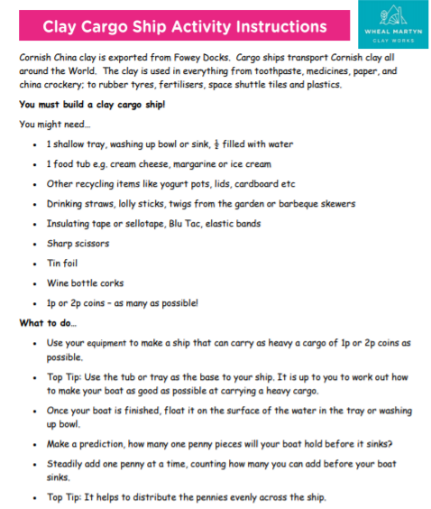 Clay Cargo Ship Activity Instructions
WHEAL MARTYN
CLAY WORKS
Cornish China clay is exported from Fowey Docks. Cargo ships transport Cornish clay all
around the World. The clay is used in everything from toothpaste, medicines, paper, and
china crockery; to rubber tyres, fertilisers, space shuttle tiles and plastics.
You must build a clay cargo ship!
You might need…
• 1 shallow tray, washing up bowl or sink, ½ filled with water
• 1 food tub e.g. cream cheese, margarine or ice cream
• Other recycling items like yogurt pots, lids, cardboard etc
• Drinking straws, lolly sticks, twigs from the garden or barbeque skewers
• Insulating tape or sellotape, Blu Tac, elastic bands
• Sharp scissors
• Tin foil
• Wine bottle corks
• 1p or 2p coins – as many as possible!
What to do…
• Use your equipment to make a ship that can carry as heavy a cargo of 1p or 2p coins as
possible.
• Top Tip: Use the tub or tray as the base to your ship. It is up to you to work out how
to make your boat as good as possible at carrying a heavy cargo.
• Once your boat is finished, float it on the surface of the water in the tray or washing
up bowl.
• Make a prediction, how many one penny pieces will your boat hold before it sinks?
• Steadily add one penny at a time, counting how many you can add before your boat
sinks.
• Top Tip: It helps to distribute the pennies evenly across the ship.